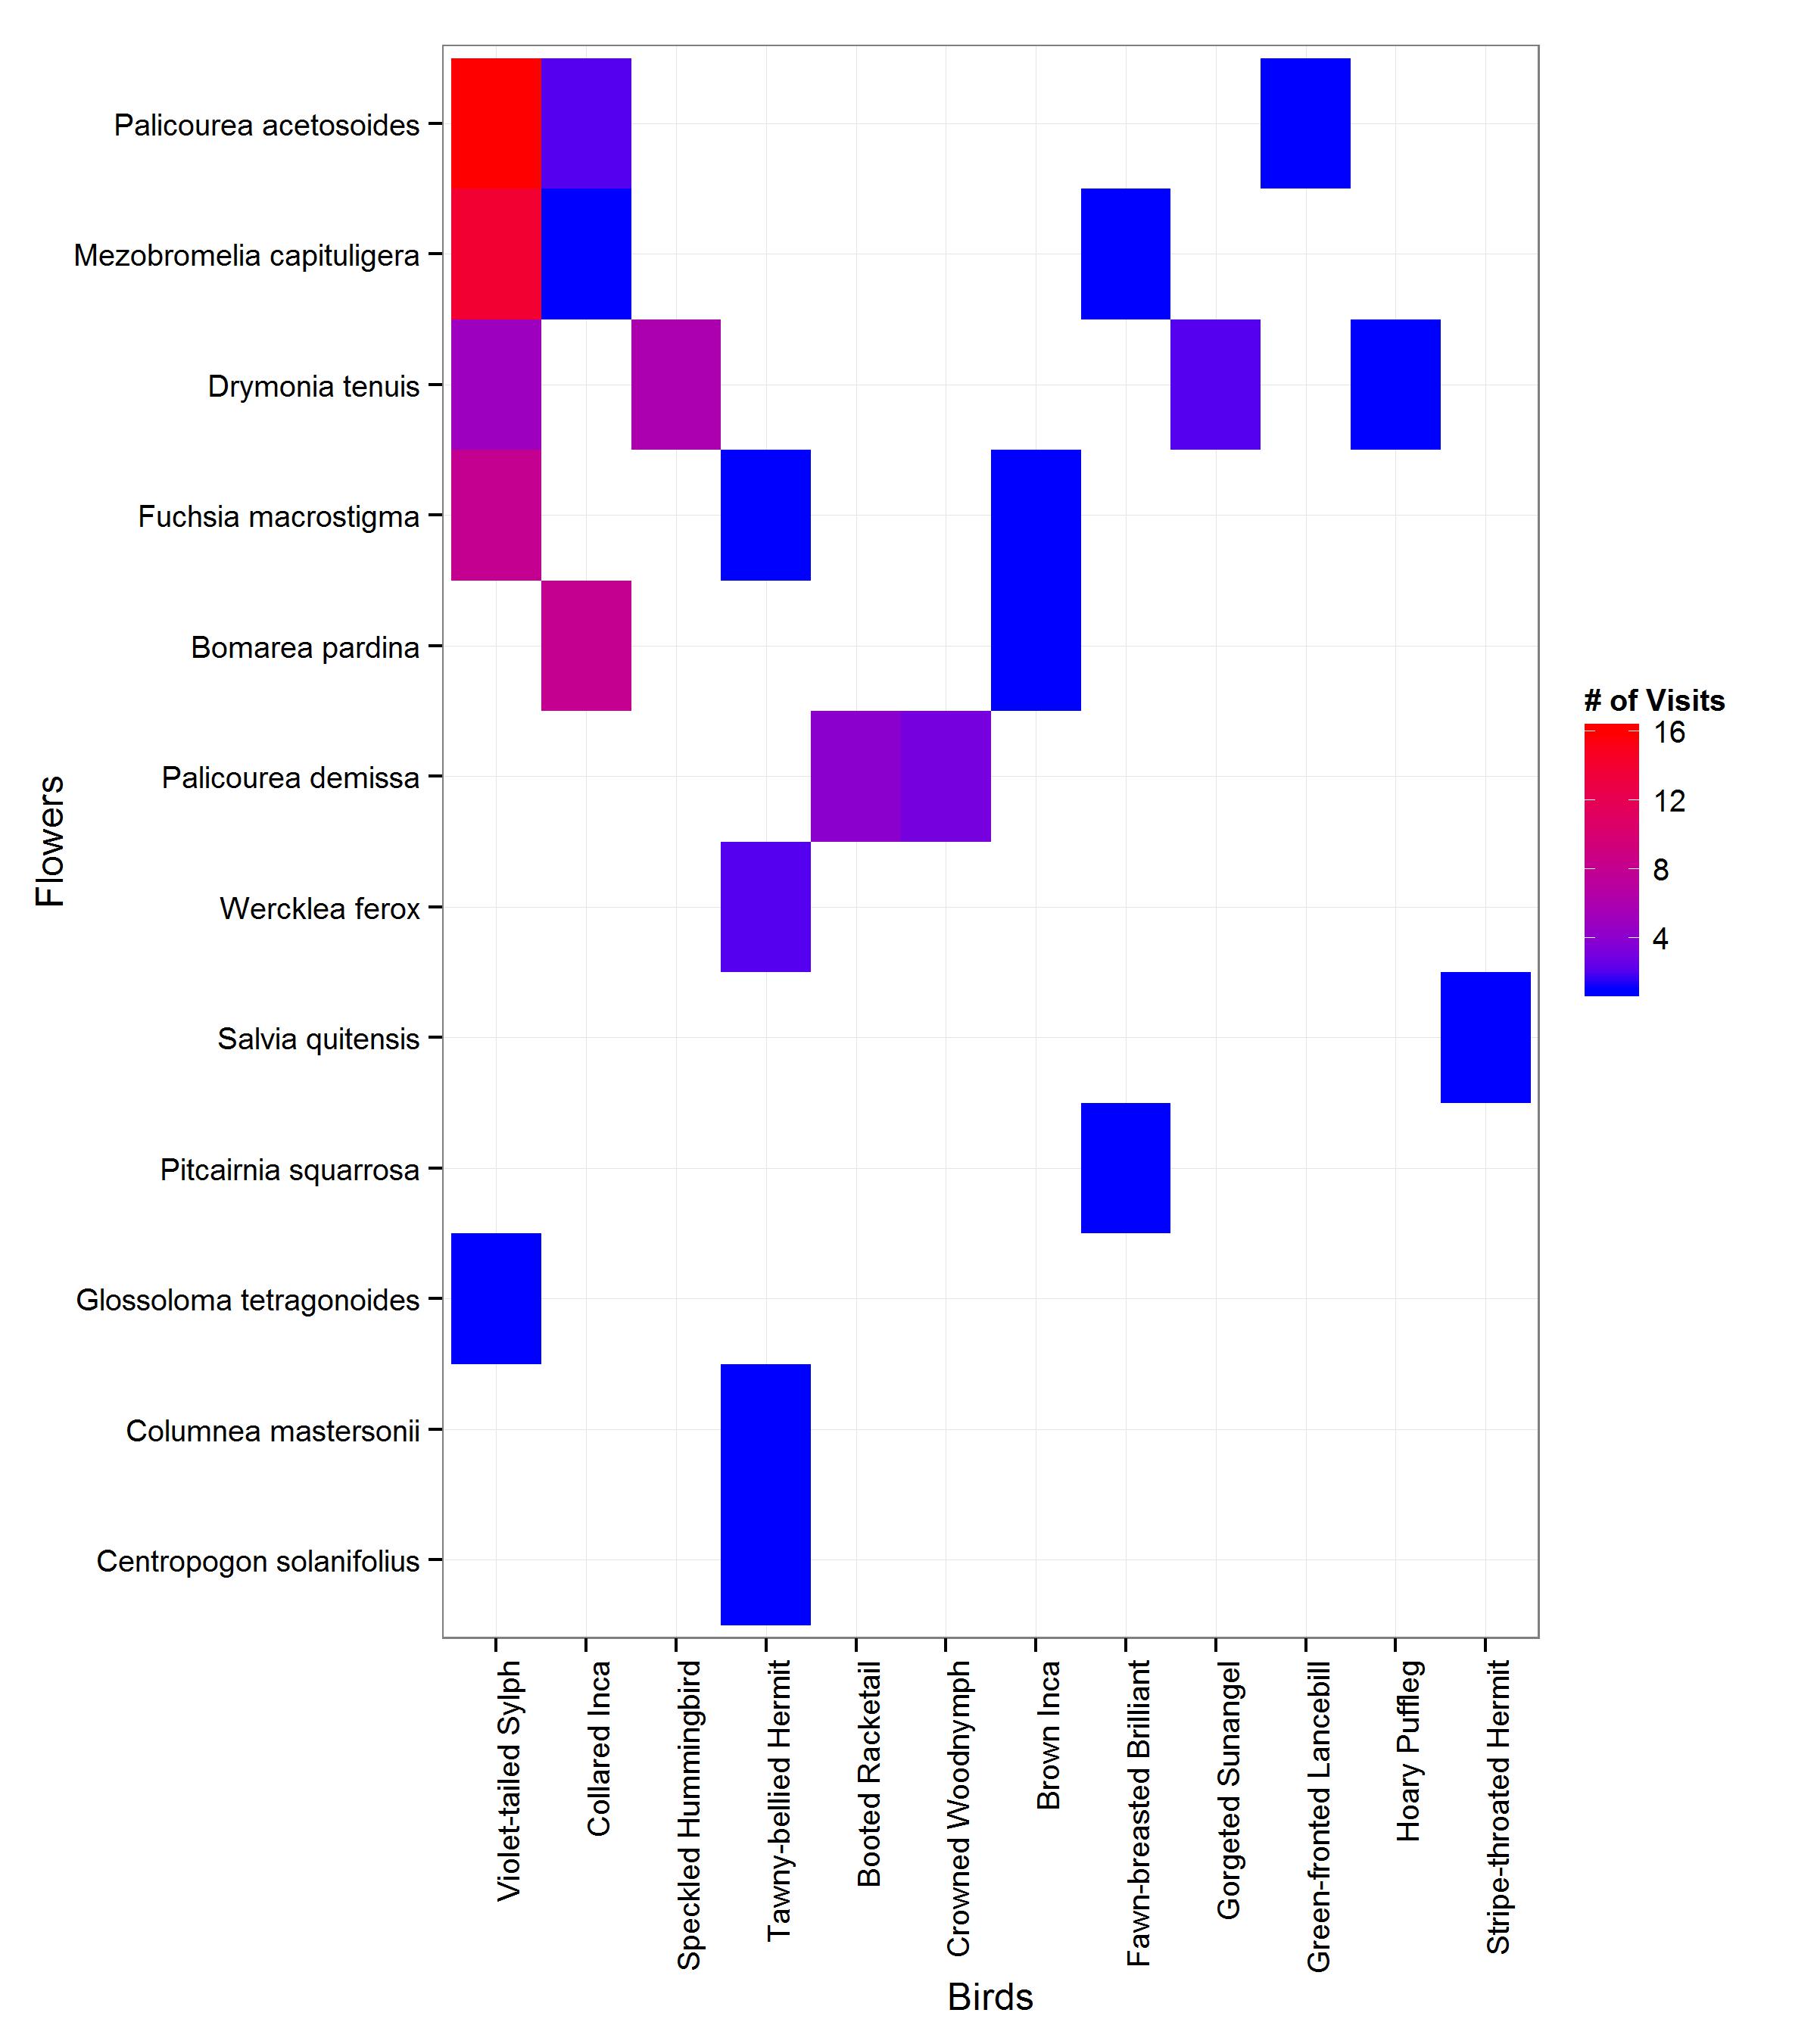 Palicourea acetosoides
Mezobromelia capituligera
Drymonia tenuis
Fuchsia macrostigma
Bomarea pardina
Palicourea demissa
Wercklea ferox
Salvia quitensis
Pitcairnia squarrosa
Glossoloma tetragonoides
Columnea mastersonii
Centropogon solanifolius
Flowers
# of Visits
16
12
8
4
Violet-tailed Sylph
Collared Inca
Speckled Hummingbird
Tawny-bellied Hermit
Booted Racketail
Crowned Woodnymph
Brown Inca
Fawn-breasted Brilliant
Gorgeted Sunangel
Green-fronted Lancebill
Hoary Puffleg
Stripe-throated Hermit
Birds